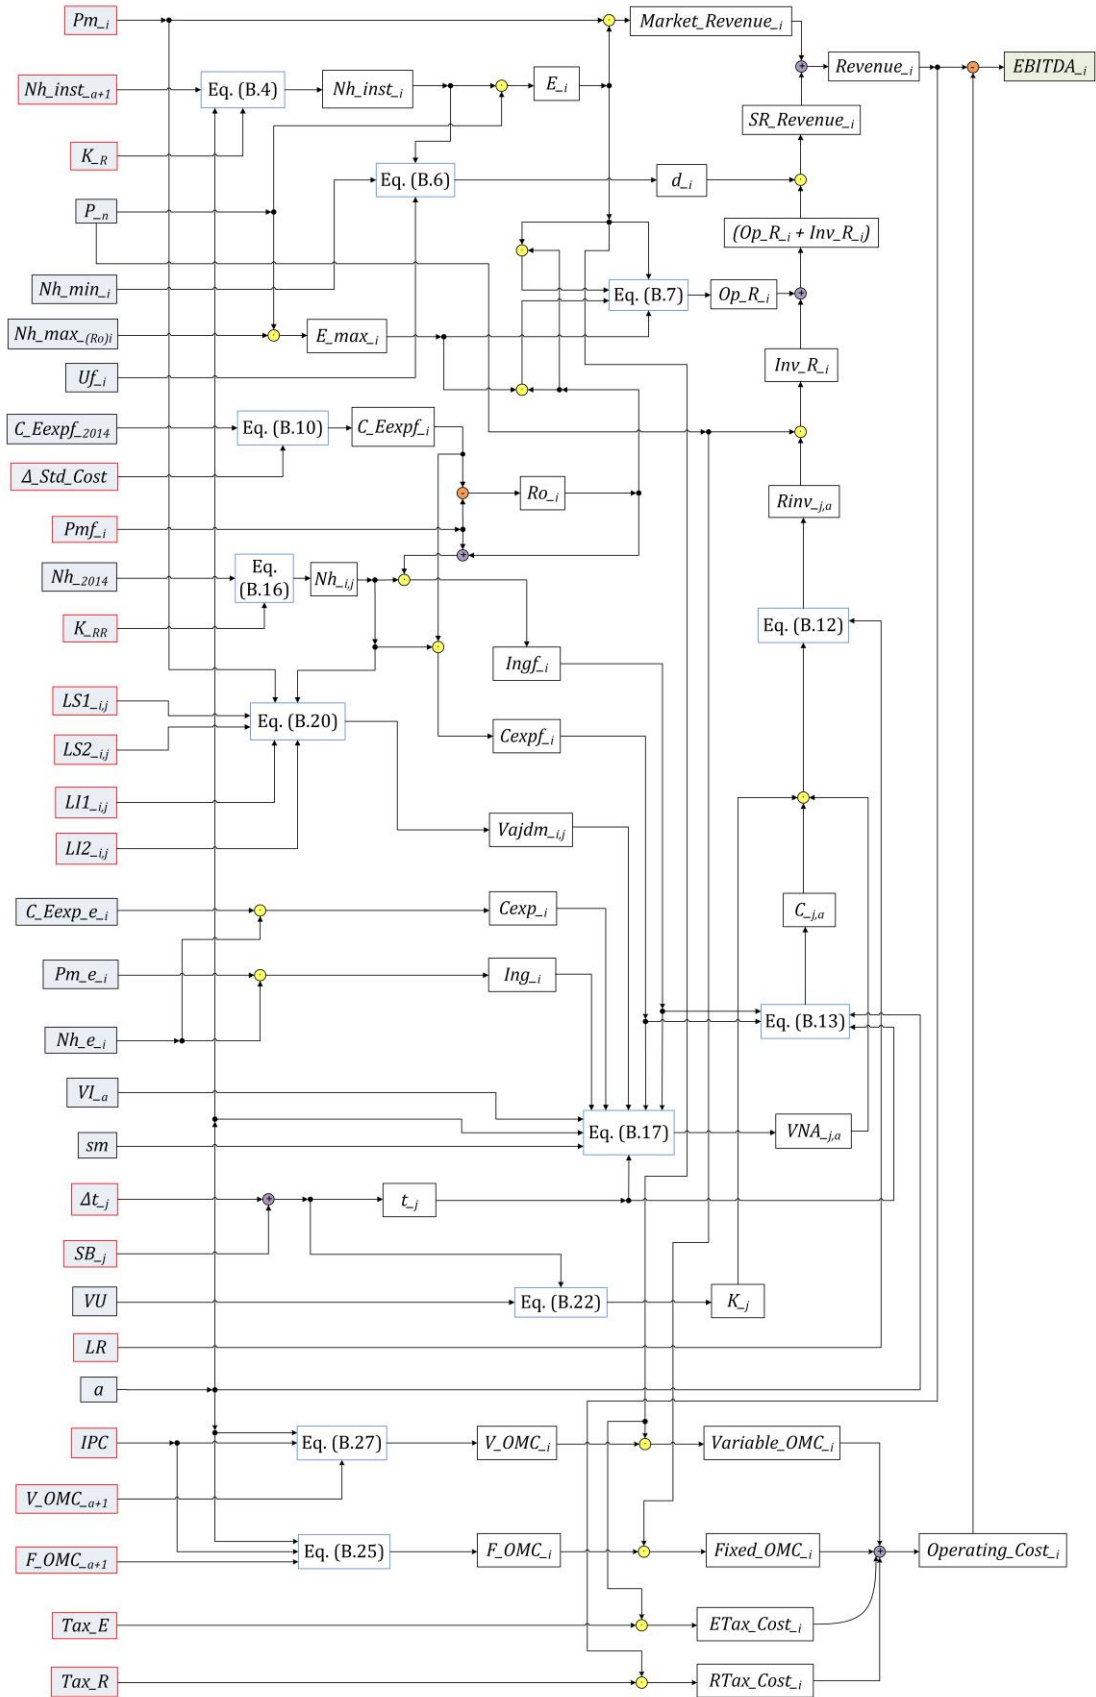 Pm_i
Market_Revenue_i
Nh_inst_a+1
Eq. (B.4)
Nh_inst_i
E_i
Revenue_i
EBITDA_i
SR_Revenue_i
K_R
Eq. (B.6)
d_i
P_n
(Op_R_i + Inv_R_i)
Nh_min_i
Eq. (B.7)
Op_R_i
Nh_max_(Ro)i
E_max_i
Inv_R_i
Uf_i
C_Eexpf_2014
Eq. (B.10)
C_Eexpf_i
Δ_Std_Cost
Ro_i
Rinv_j,a
Pmf_i
Nh_2014
Eq.
(B.16)
Nh_i,j
K_RR
Eq. (B.12)
Ingf_i
LS1_i,j
Eq. (B.20)
LS2_i,j
Cexpf_i
LI1_i,j
Vajdm_i,j
LI2_i,j
C_Eexp_e_i
Cexp_i
C_j,a
Pm_e_i
Ing_i
Nh_e_i
Eq. (B.13)
VI_a
Eq. (B.17)
VNA_j,a
sm
Δt_j
t_j
SB_j
VU
Eq. (B.22)
K_j
LR
a
IPC
Eq. (B.27)
V_OMC_i
Variable_OMC_i
V_OMC_a+1
F_OMC_a+1
Eq. (B.25)
F_OMC_i
Fixed_OMC_i
Operating_Cost_i
Tax_E
ETax_Cost_i
Tax_R
RTax_Cost_i